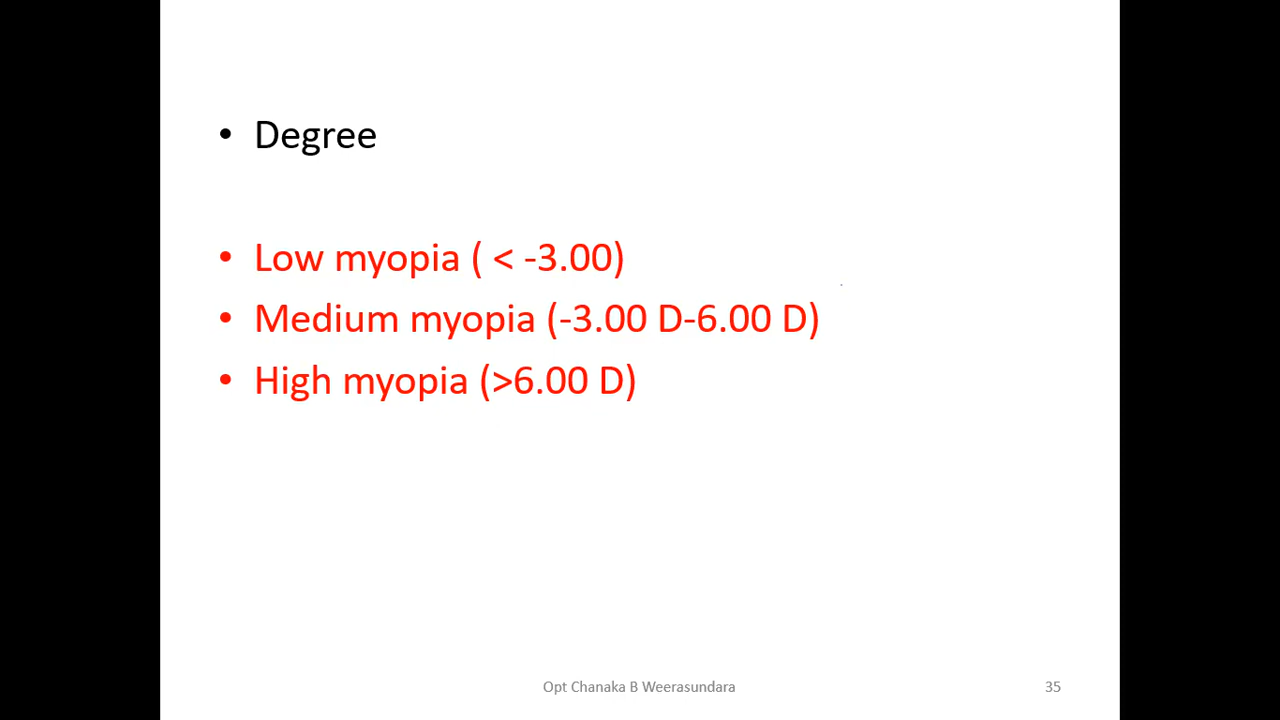 • Degree
• Low myopia ( < -3.00)
• Medium myopia (-3.00 D-6.00 D)
• High myopia (>6.00 D)
Opt Chanaka B Weerasundara
35